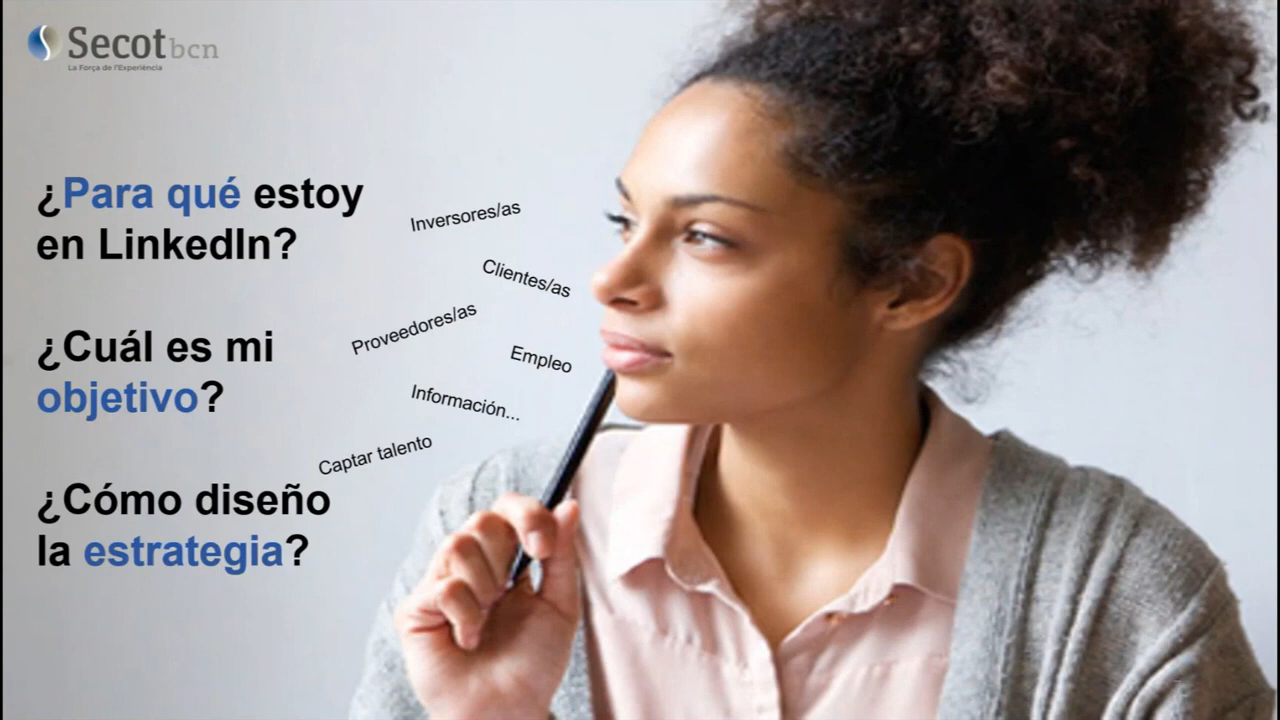 Secot bcn
La Força de l'Experiència
¿Para qué estoy
en LinkedIn?
¿Cuál es mi
objetivo?
¿Cómo diseño
la estrategia?
Inversores/as
Clientes/as
Proveedores/as
Empleo
Información...
Captar talento